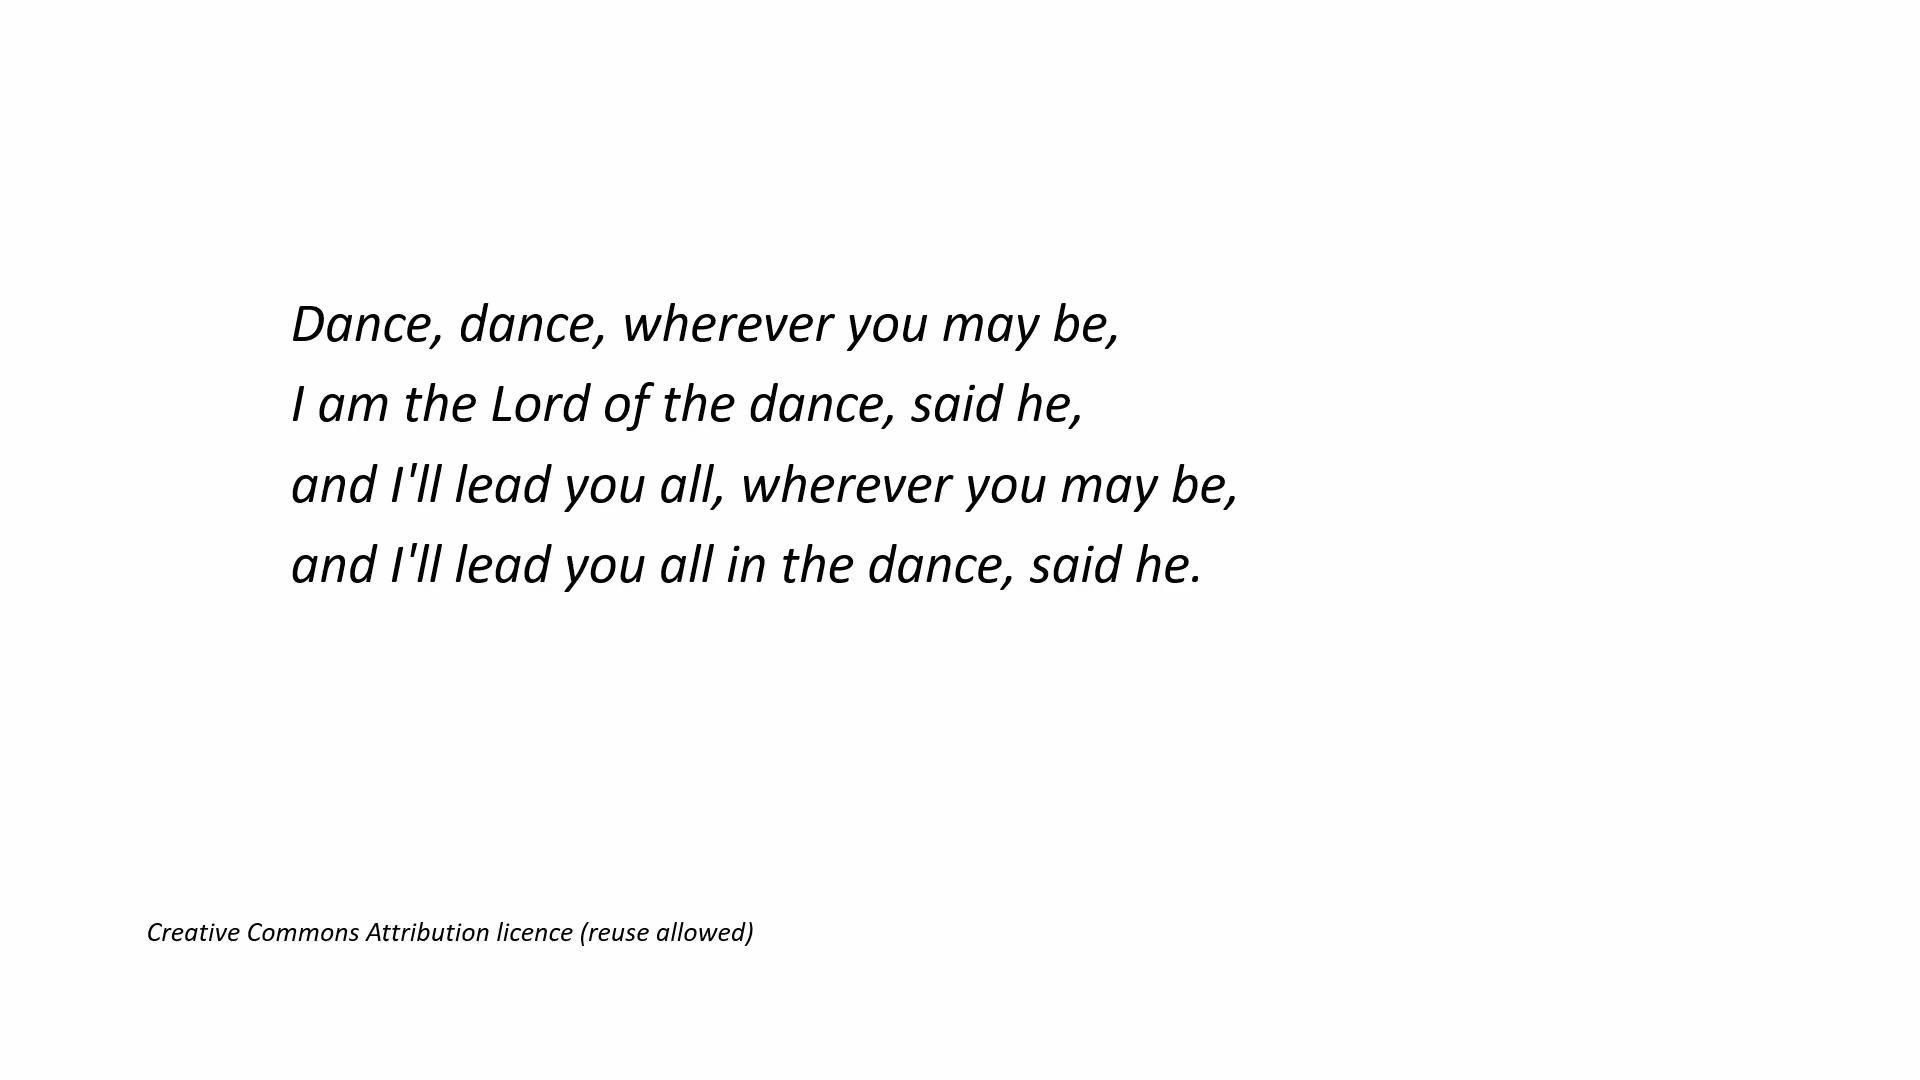 Dance, dance, wherever you may be,
I am the Lord of the dance, said he,
and I'll lead you all, wherever you may be,
and I'll lead you all in the dance, said he.
Creative Commons Attribution licence (reuse allowed)